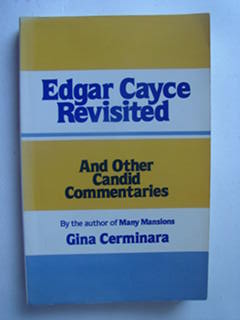 Edgar Cayce
Revisited
And Other
Candid
Commentaries
By the author of Many Mansions
Gina Cerminara